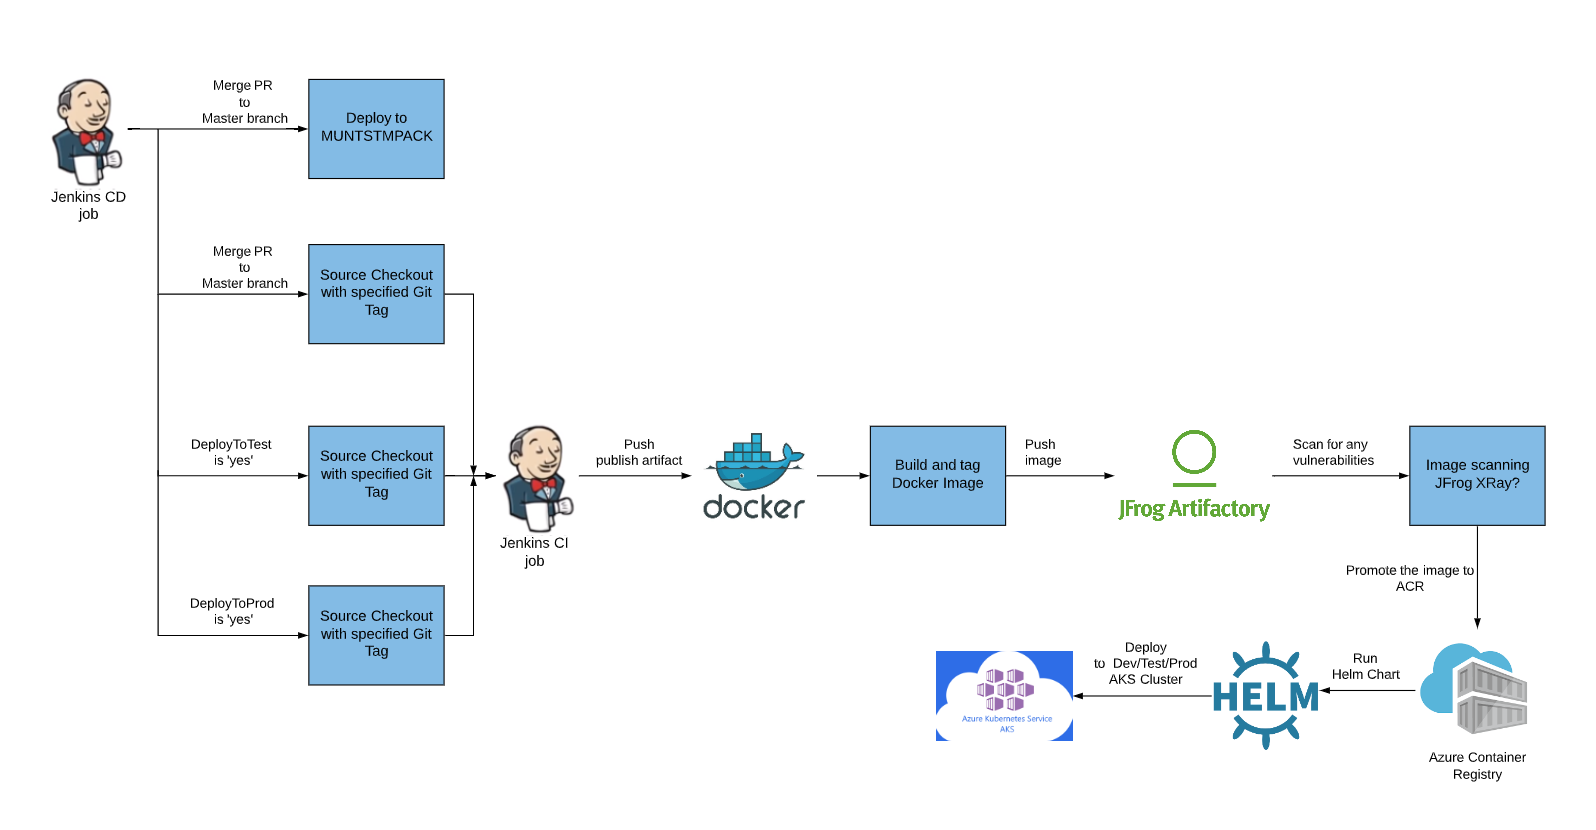 Merge PR
to
Master branch
Deploy to
MUNTSTMPACK
Jenkins CD
job
Merge PR
to
Master branch
Source Checkout
with specified Git
Tag
DeployToTest
is 'yes'
Source Checkout
with specified Git
Tag
DeployToProd
is 'yes'
Source Checkout
with specified Git
Tag
Jenkins CI
job
Push
publish artifact
docker
Build and tag
Docker Image
Push
image
JFrog Artifactory
Scan for any
vulnerabilities
Image scanning
JFrog XRay?
Promote the image to
ACR
Azure Container
Registry
Run
Helm Chart
HELM
Deploy
to Dev/Test/Prod
AKS Cluster
Azure Kubernetes Service
AKS